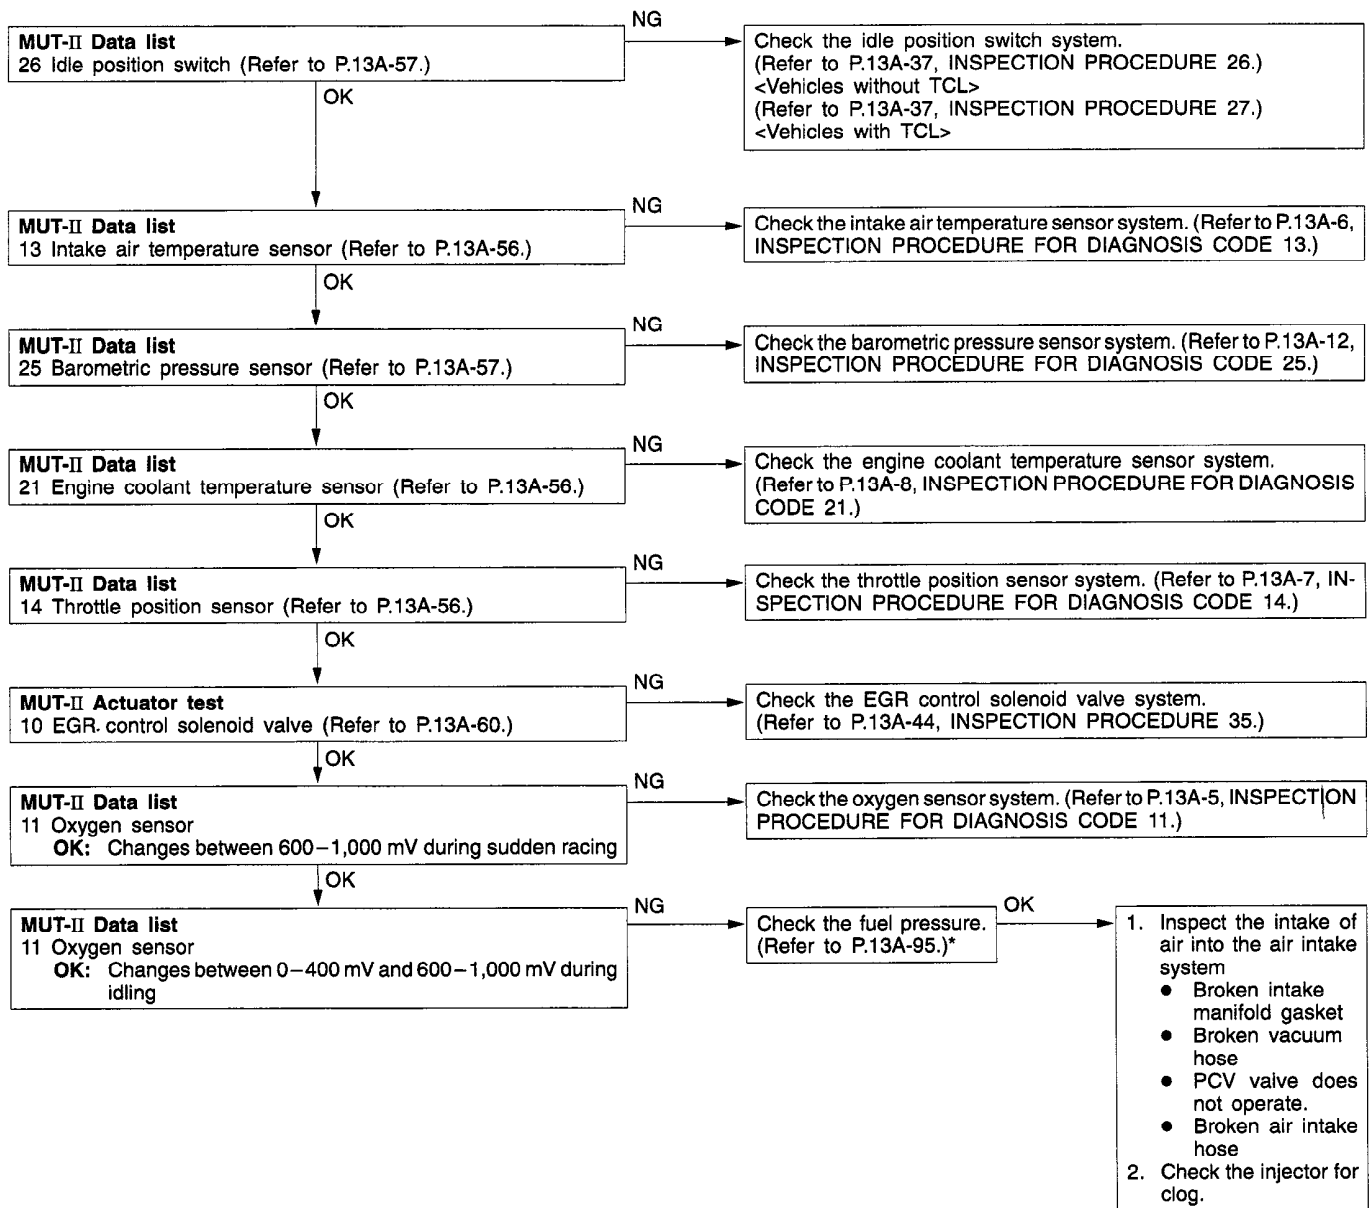 NG
MUT-II Data list
26 Idle position switch (Refer to P.13A-57.)
OK
Check the idle position switch system.
(Refer to P.13A-37, INSPECTION PROCEDURE 26.)
<Vehicles without TCL>
(Refer to P.13A-37, INSPECTION PROCEDURE 27.)
<Vehicles with TCL>
NG
MUT-II Data list
13 Intake air temperature sensor (Refer to P.13A-56.)
OK
Check the intake air temperature sensor system. (Refer to P.13A-6,
INSPECTION PROCEDURE FOR DIAGNOSIS CODE 13.)
NG
MUT-II Data list
25 Barometric pressure sensor (Refer to P.13A-57.)
OK
Check the barometric pressure sensor system. (Refer to P.13A-12,
INSPECTION PROCEDURE FOR DIAGNOSIS CODE 25.)
NG
MUT-II Data list
21 Engine coolant temperature sensor (Refer to P.13A-56.)
OK
Check the engine coolant temperature sensor system.
(Refer to P.13A-8, INSPECTION PROCEDURE FOR DIAGNOSIS
CODE 21.)
NG
MUT-II Data list
14 Throttle position sensor (Refer to P.13A-56.)
OK
Check the throttle position sensor system. (Refer to P.13A-7, IN-
SPECTION PROCEDURE FOR DIAGNOSIS CODE 14.)
NG
MUT-II Actuator test
10 EGR control solenoid valve (Refer to P.13A-60.)
OK
Check the EGR control solenoid valve system.
(Refer to P.13A-44, INSPECTION PROCEDURE 35.)
NG
MUT-II Data list
11 Oxygen sensor
OK: Changes between 600–1,000 mV during sudden racing
OK
Check the oxygen sensor system. (Refer to P.13A-5, INSPECTION
PROCEDURE FOR DIAGNOSIS CODE 11.)
NG
MUT-II Data list
11 Oxygen sensor
OK: Changes between 0–400 mV and 600–1,000 mV during
idling
Check the fuel pressure.
(Refer to P.13A-95.)*
OK
1. Inspect the intake of
air into the air intake
system
● Broken intake
manifold gasket
● Broken vacuum
hose
● PCV valve does
not operate.
● Broken air intake
hose
2. Check the injector for
clog.